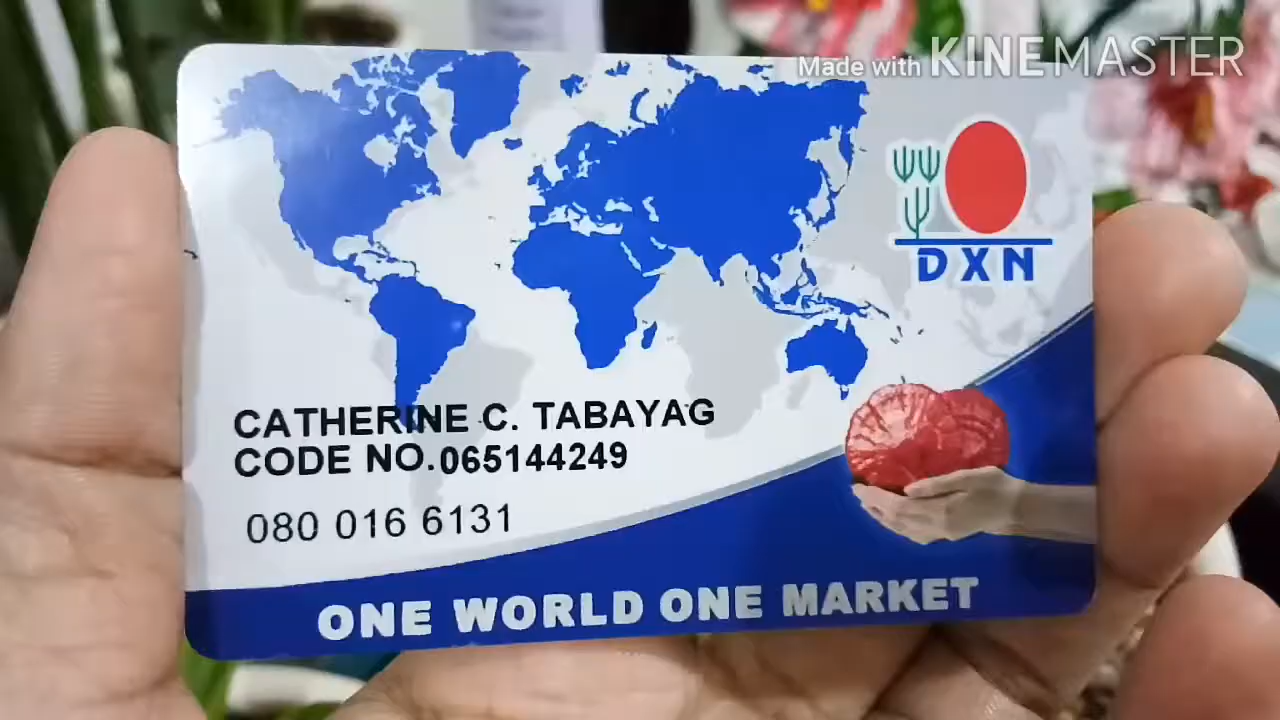 Made with KINEMASTER
DXN
CATHERINE C. TABAYAG
CODE NO.065144249
080 016 6131
ONE WORLD ONE MARKET